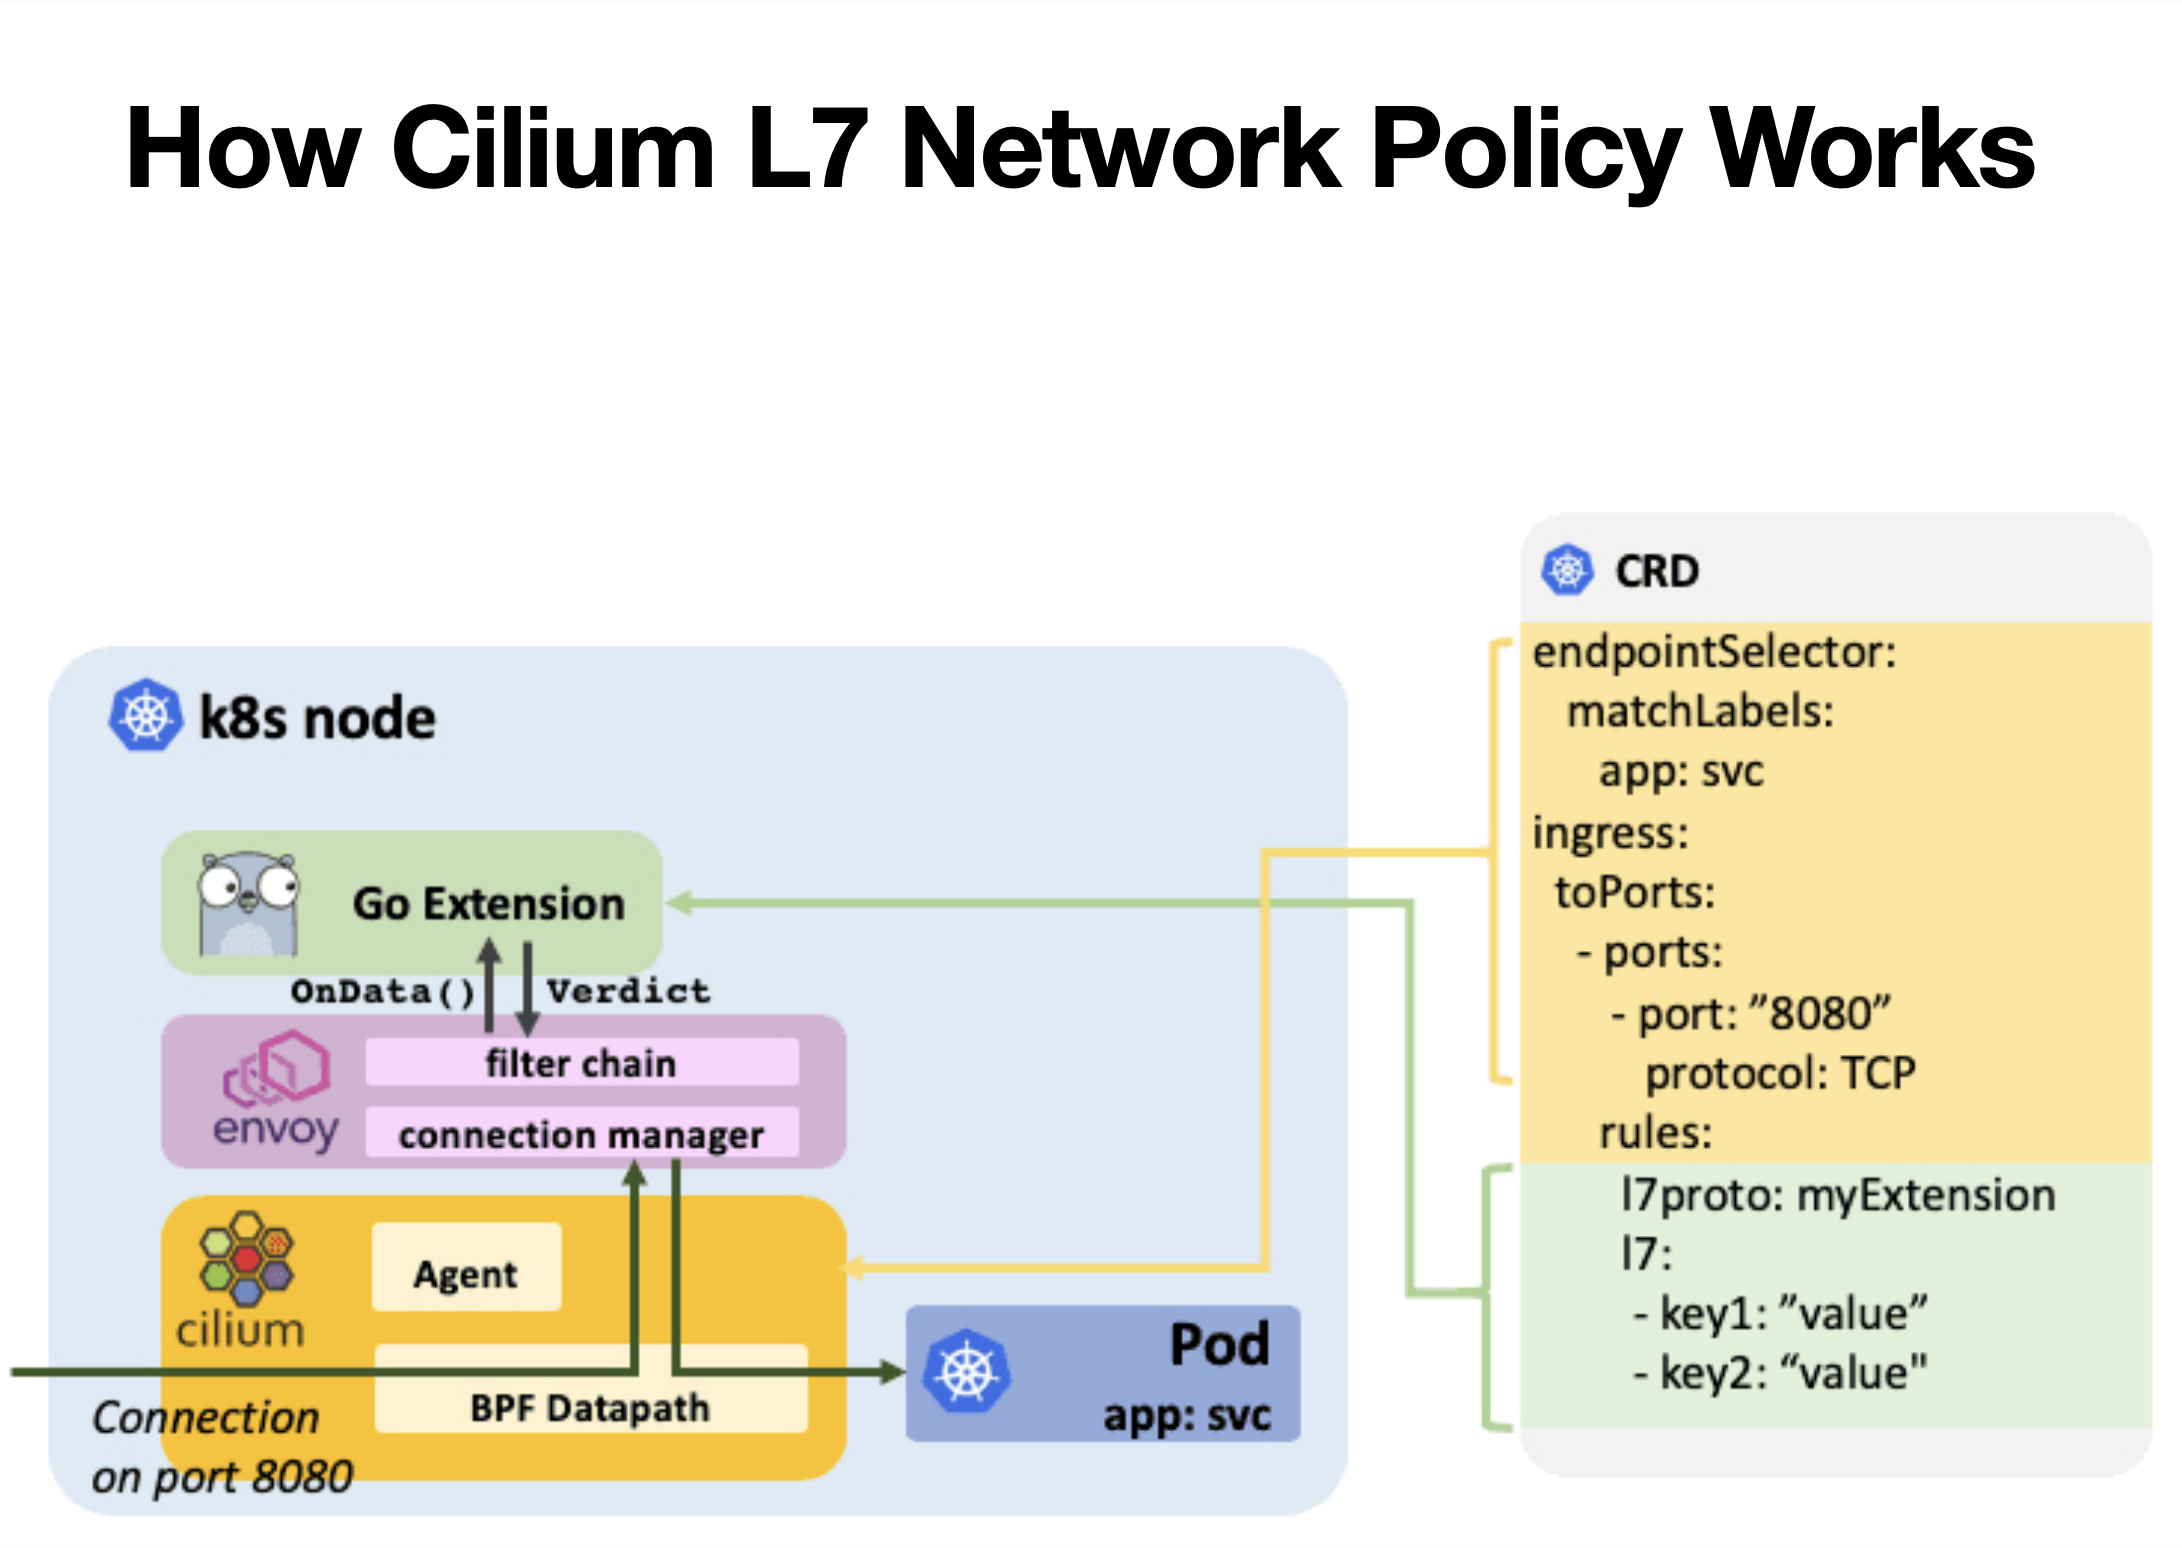 How Cilium L7 Network Policy Works
k8s node
Go Extension
OnData()
Verdict
envoy
filter chain
connection manager
cilium
Agent
BPF Datapath
Connection
on port 8080
Pod
app: svc
CRD
endpointSelector:
matchLabels:
app: svc
ingress:
toPorts:
- ports:
- port: ”8080”
protocol: TCP
rules:
l7proto: myExtension
l7:
- key1: ”value”
- key2: “value"